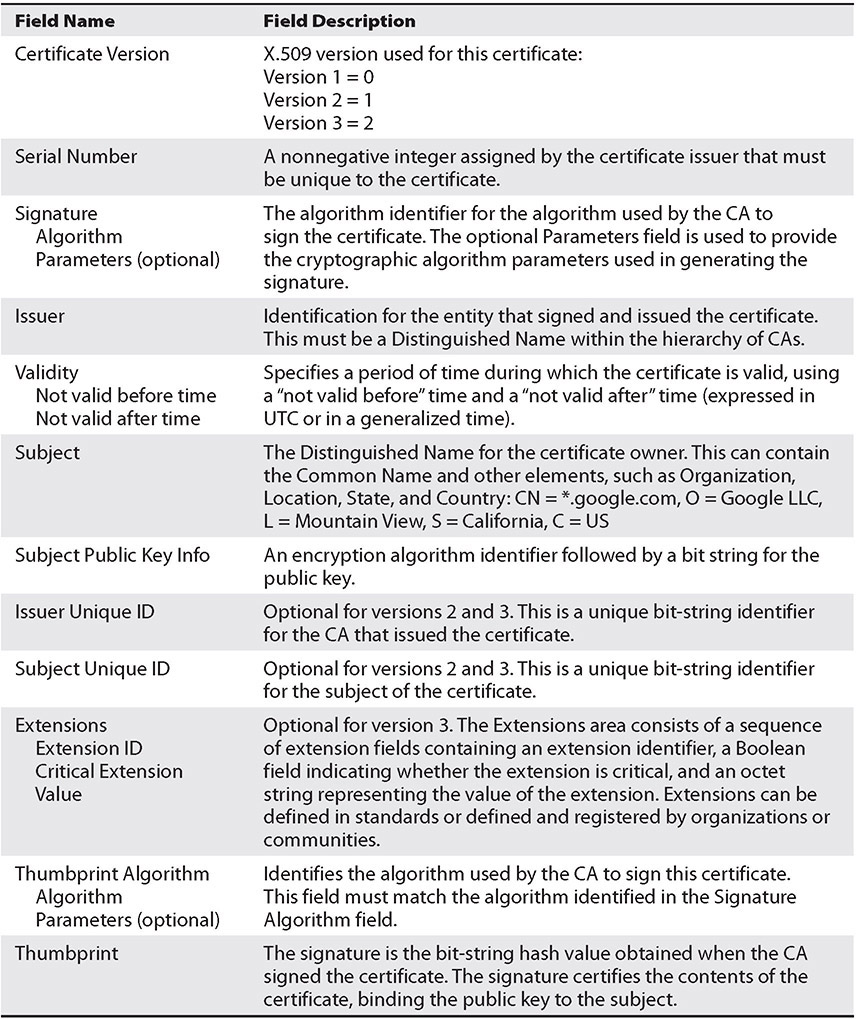 Field Name Field Description
Certificate Version X.509 version used for this certificate:
Version 1 = 0
Version 2 = 1
Version 3 = 2
Serial Number A nonnegative integer assigned by the certificate issuer that must
be unique to the certificate.
Signature The algorithm identifier for the algorithm used by the CA to
Algorithm sign the certificate. The optional Parameters field is used to provide
Parameters (optional) the cryptographic algorithm parameters used in generating the
signature.
Issuer Identification for the entity that signed and issued the certificate.
This must be a Distinguished Name within the hierarchy of CAs.
Validity Specifies a period of time during which the certificate is valid, using
Not valid before time a “not valid before” time and a “not valid after” time (expressed in
Not valid after time UTC or in a generalized time).
Subject The Distinguished Name for the certificate owner. This can contain
the Common Name and other elements, such as Organization,
Location, State, and Country: CN = *.google.com, O = Google LLC,
L = Mountain View, S = California, C = US
Subject Public Key Info An encryption algorithm identifier followed by a bit string for the
public key.
Issuer Unique ID Optional for versions 2 and 3. This is a unique bit-string identifier
for the CA that issued the certificate.
Subject Unique ID Optional for versions 2 and 3. This is a unique bit-string identifier
for the subject of the certificate.
Extensions Optional for version 3. The Extensions area consists of a sequence
Extension ID of extension fields containing an extension identifier, a Boolean
Critical Extension field indicating whether the extension is critical, and an octet
Value string representing the value of the extension. Extensions can be
defined in standards or defined and registered by organizations or
communities.
Thumbprint Algorithm Identifies the algorithm used by the CA to sign this certificate.
Algorithm This field must match the algorithm identified in the Signature
Parameters (optional) Algorithm field.
Thumbprint The signature is the bit-string hash value obtained when the CA
signed the certificate. The signature certifies the contents of the
certificate, binding the public key to the subject.